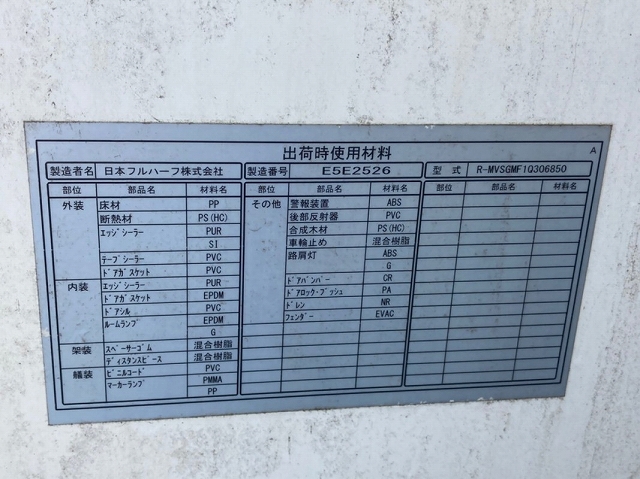 出荷時使用材料
A
製造者名 日本フルハーフ株式会社 製造番号 E5E2526 型式 R-MVSGMF1Q306850
部位 部品名 材料名 部位 部品名 材料名 部位 部品名 材料名
外装 床材 PP その他 警報装置 ABS
断熱材 PS(HC) 後部反射器 PVC
エッジシーラー PUR 合成木材 PS(HC)
SI 車輪止め 混合樹脂
テープシーラー PVC 路肩灯 ABS
ドアガスケット PVC G
内装 エッジシーラー PUR ドアバンパー CR
ドアガスケット EPDM ドアロック・ブッシュ PA
ドアシル PVC ドレン NR
ルームランプ EPDM フェンダー EVAC
G
架装 スペーサーゴム 混合樹脂
ディスタンスピース 混合樹脂
艤装 ビニルコード PVC
マーカーランプ PMMA
PP